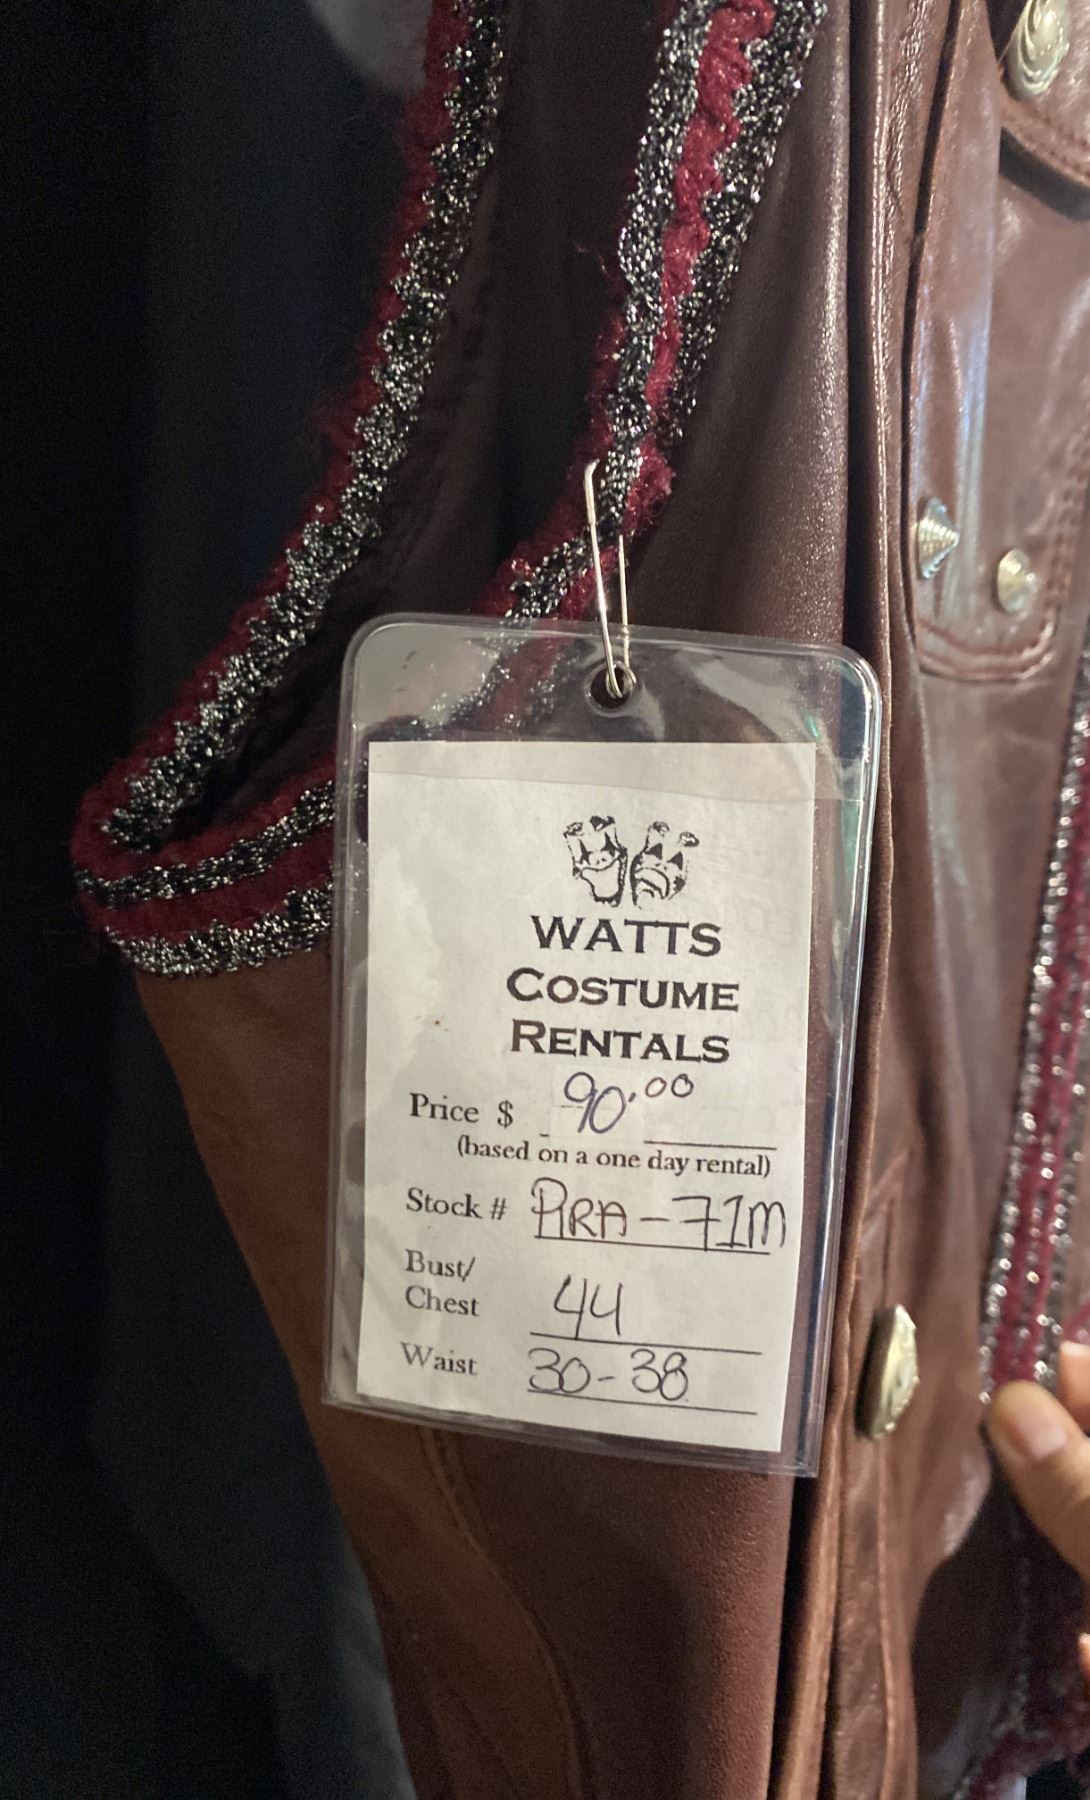 WATTS
COSTUME
RENTALS
Price $ 90.00
(based on a one day rental)
Stock # PIRA-71M
Bust/
Chest 44
Waist 30-38